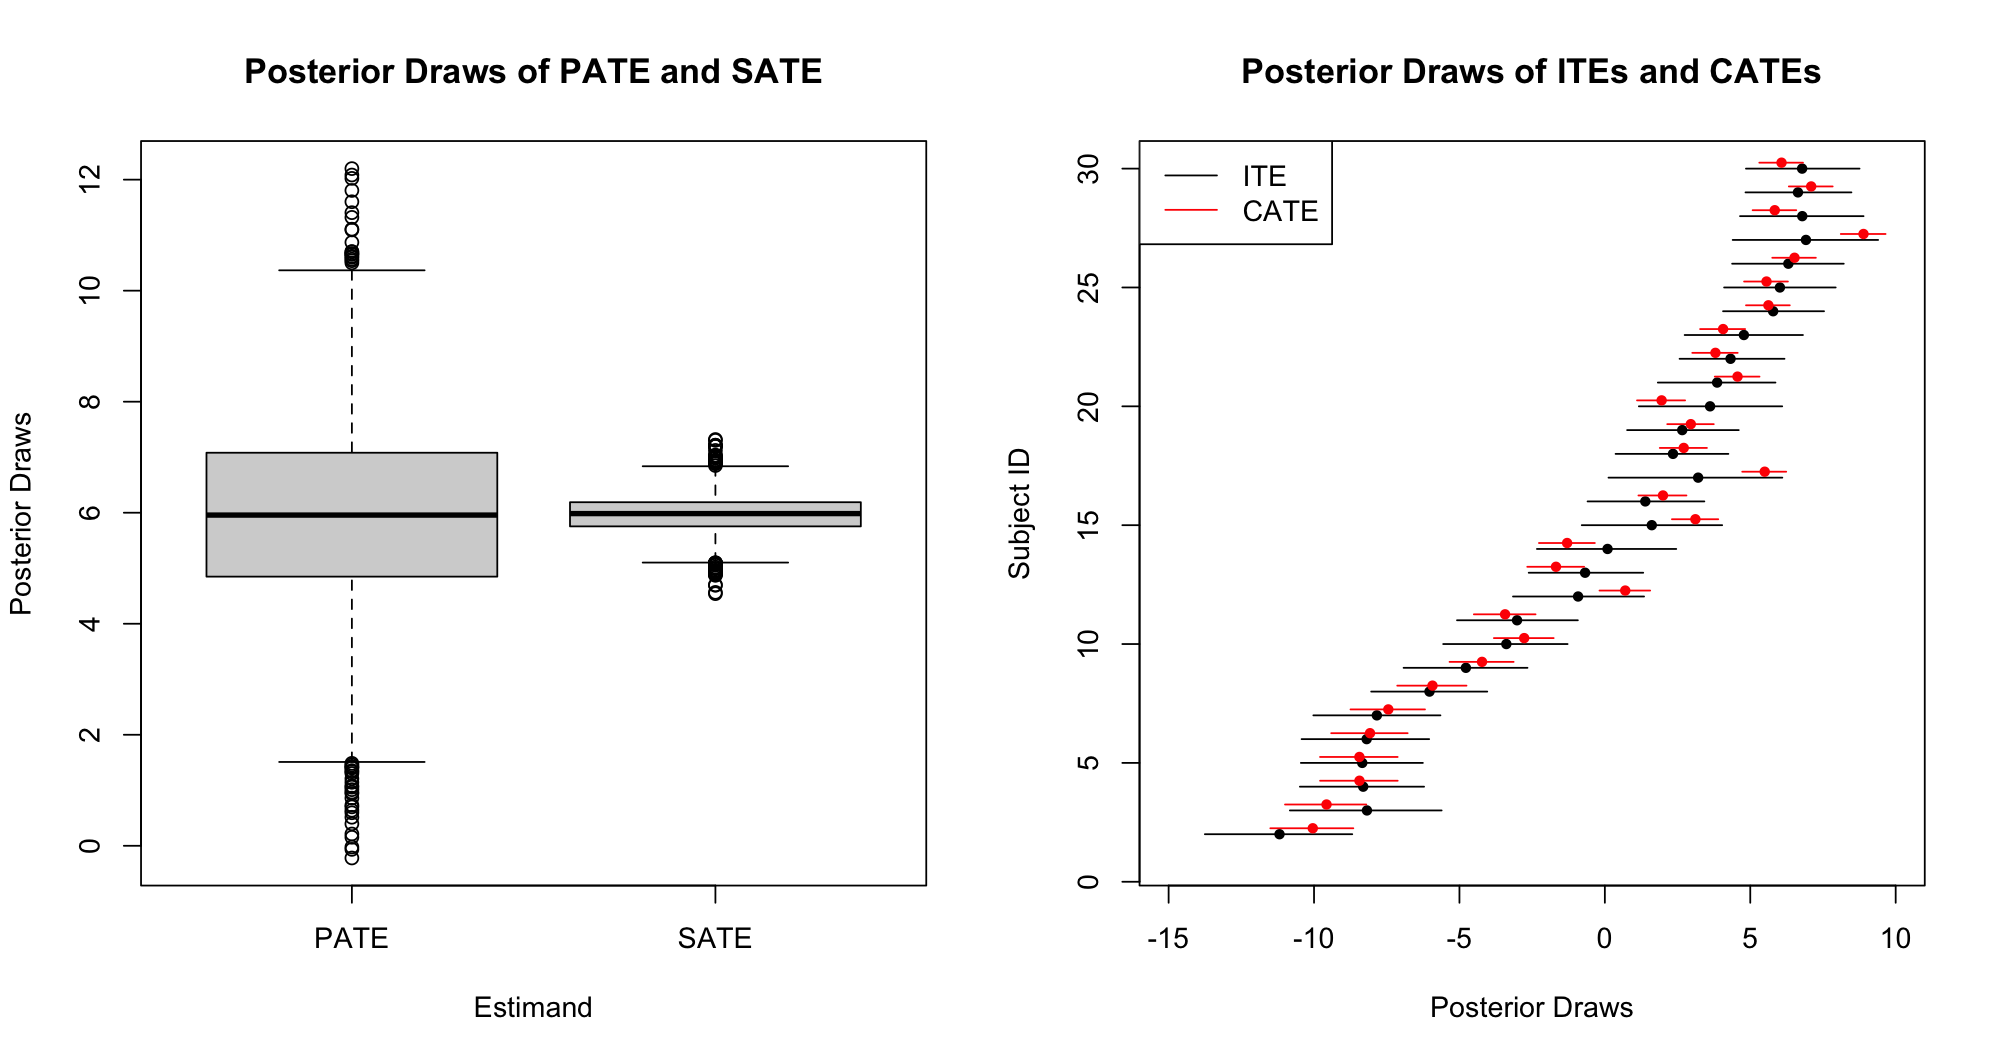 Posterior Draws of PATE and SATE
Posterior Draws
12
10
8
6
4
2
0
PATE SATE
Estimand
Posterior Draws of ITEs and CATEs
ITE
CATE
Subject ID
30
25
20
15
10
5
0
-15 -10 -5 0 5 10
Posterior Draws